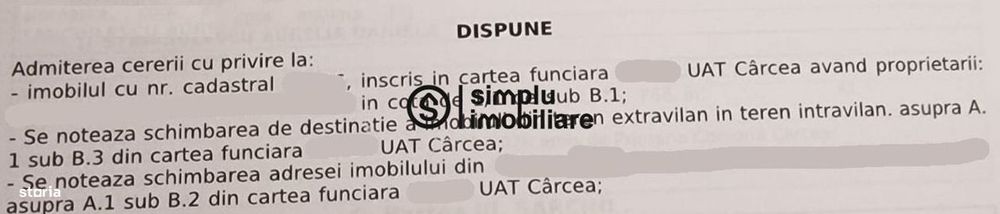 DISPUNE
Admiterea cererii cu privire la:
- imobilul cu nr. cadastral , inscris in cartea funciara UAT Cârcea avand proprietarii:
in cota de sub B.1;
simplu
imobiliare
- Se noteaza schimbarea de destinatie a extravilan in teren intravilan. asupra A.
1 sub B.3 din cartea funciara UAT Cârcea;
- Se noteaza schimbarea adresei imobilului din
storia
asupra A.1 sub B.2 din cartea funciara UAT Cârcea;